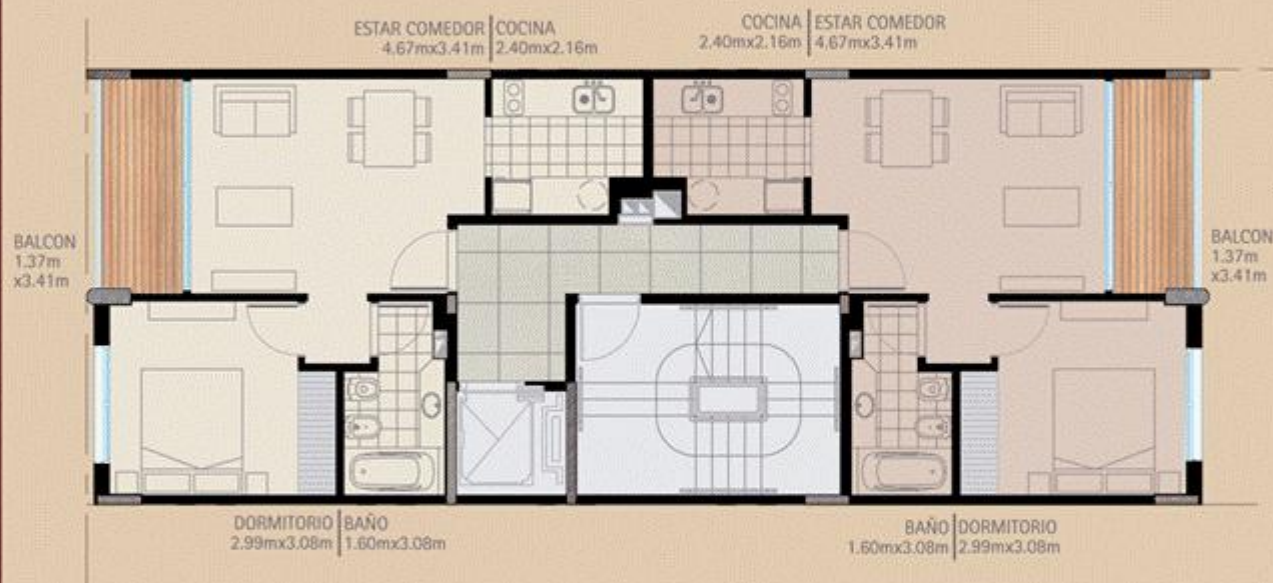 ESTAR COMEDOR
4.67mx3.41m
COCINA
2.40mx2.16m
COCINA
2.40mx2.16m
ESTAR COMEDOR
4.67mx3.41m
BALCON
1.37m
x3.41m
BALCON
1.37m
x3.41m
DORMITORIO
2.99mx3.08m
BAÑO
1.60mx3.08m
BAÑO
1.60mx3.08m
DORMITORIO
2.99mx3.08m